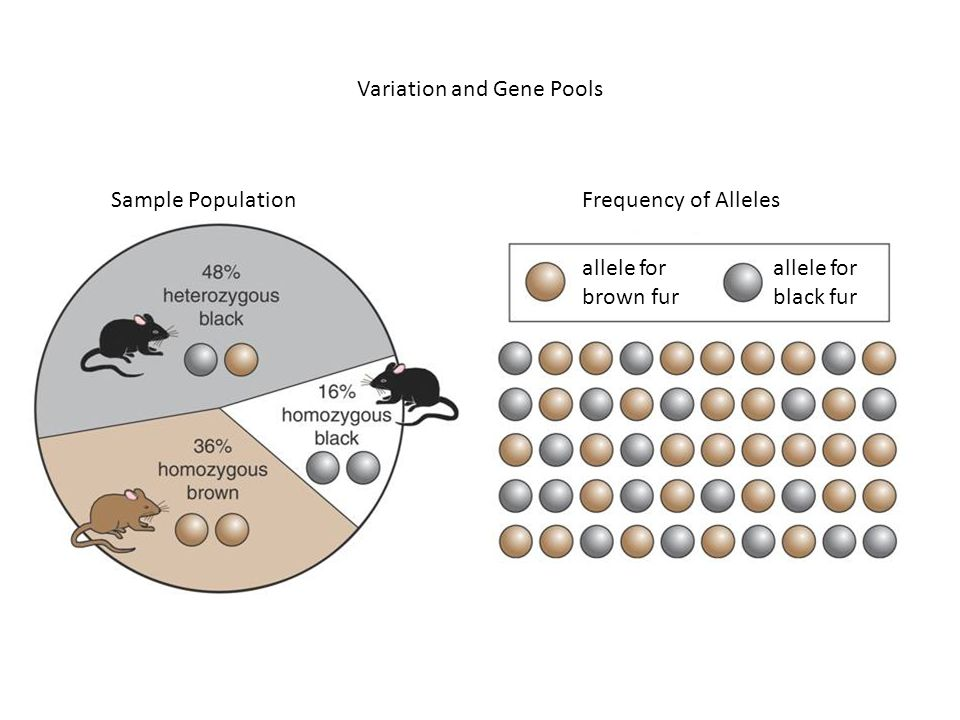 Variation and Gene Pools
Sample Population
Frequency of Alleles
48%
heterozygous
black
16%
homozygous
black
36%
homozygous
brown
allele for
brown fur
allele for
black fur